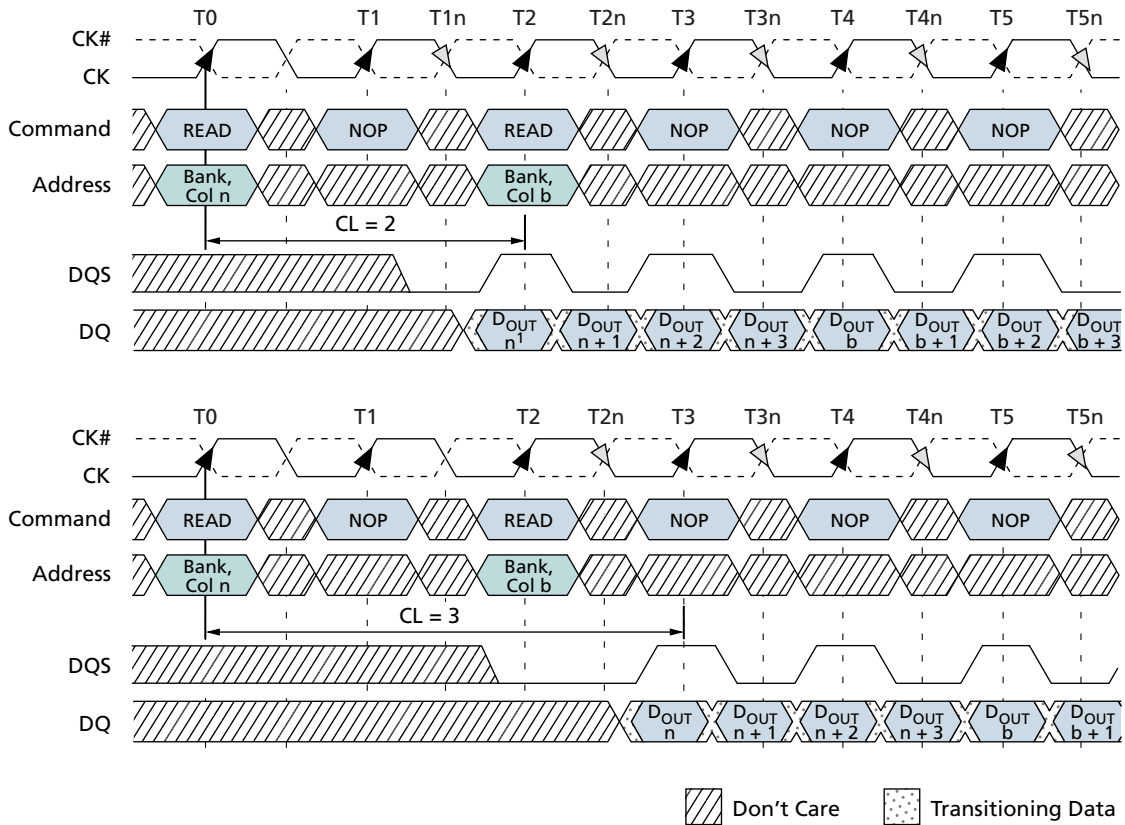 T0 T1 T1n T2 T2n T3 T3n T4 T4n T5 T5n
CK#
CK
Command READ NOP READ NOP NOP NOP
Address Bank, Col n Bank, Col b
CL = 2
DQS
DQ DOUT n¹ DOUT n + 1 DOUT n + 2 DOUT n + 3 DOUT b DOUT b + 1 DOUT b + 2 DOUT b + 3
T0 T1 T2 T2n T3 T3n T4 T4n T5 T5n
CK#
CK
Command READ NOP READ NOP NOP NOP
Address Bank, Col n Bank, Col b
CL = 3
DQS
DQ DOUT n DOUT n + 1 DOUT n + 2 DOUT n + 3 DOUT b DOUT b + 1
Don't Care Transitioning Data